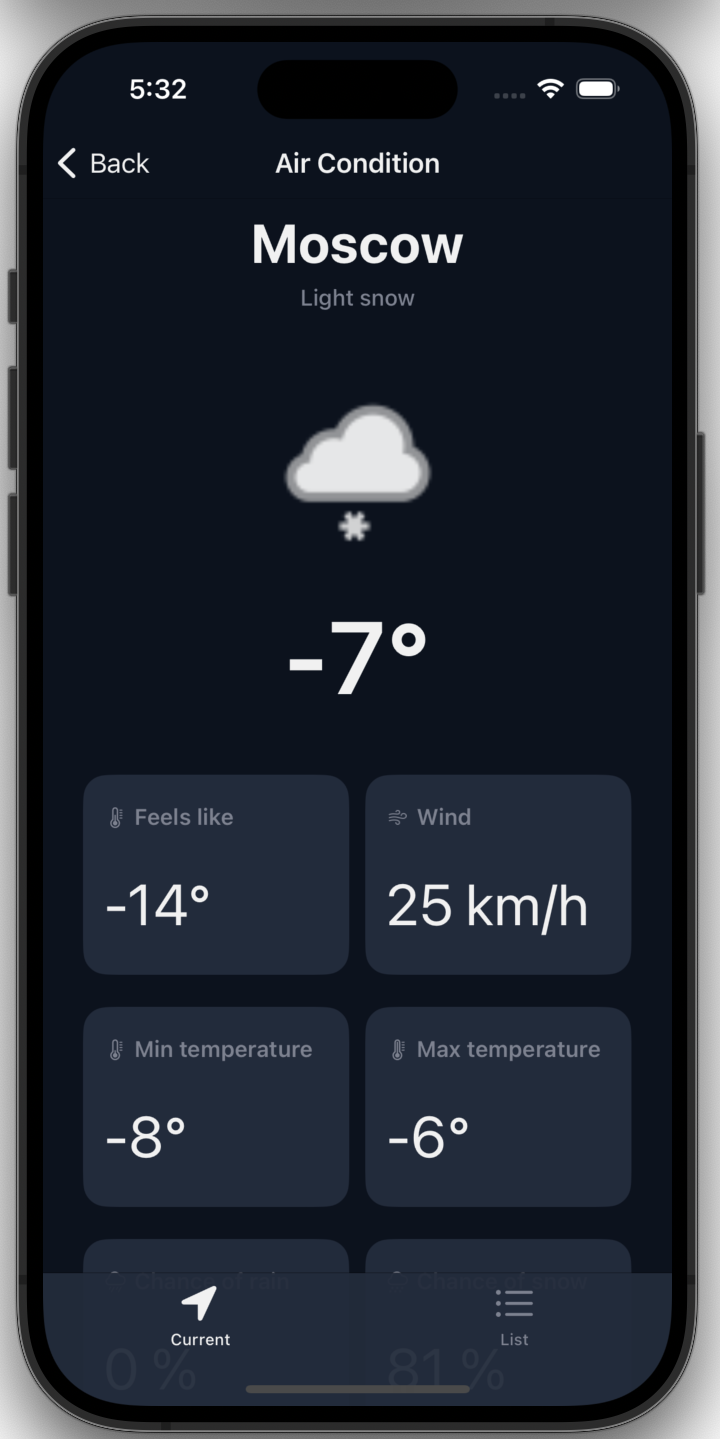 5:32
Back
Air Condition
Moscow
Light snow
-7°
Feels like
Wind
-14°
25 km/h
Min temperature
Max temperature
-8°
-6°
Chance of rain
Chance of snow
Current
List
0 %
81 %